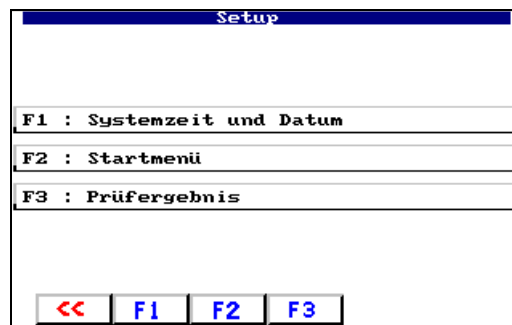 Setup
F1 : Systemzeit und Datum
F2 : Startmenü
F3 : Prüfergebnis
<< F1 F2 F3